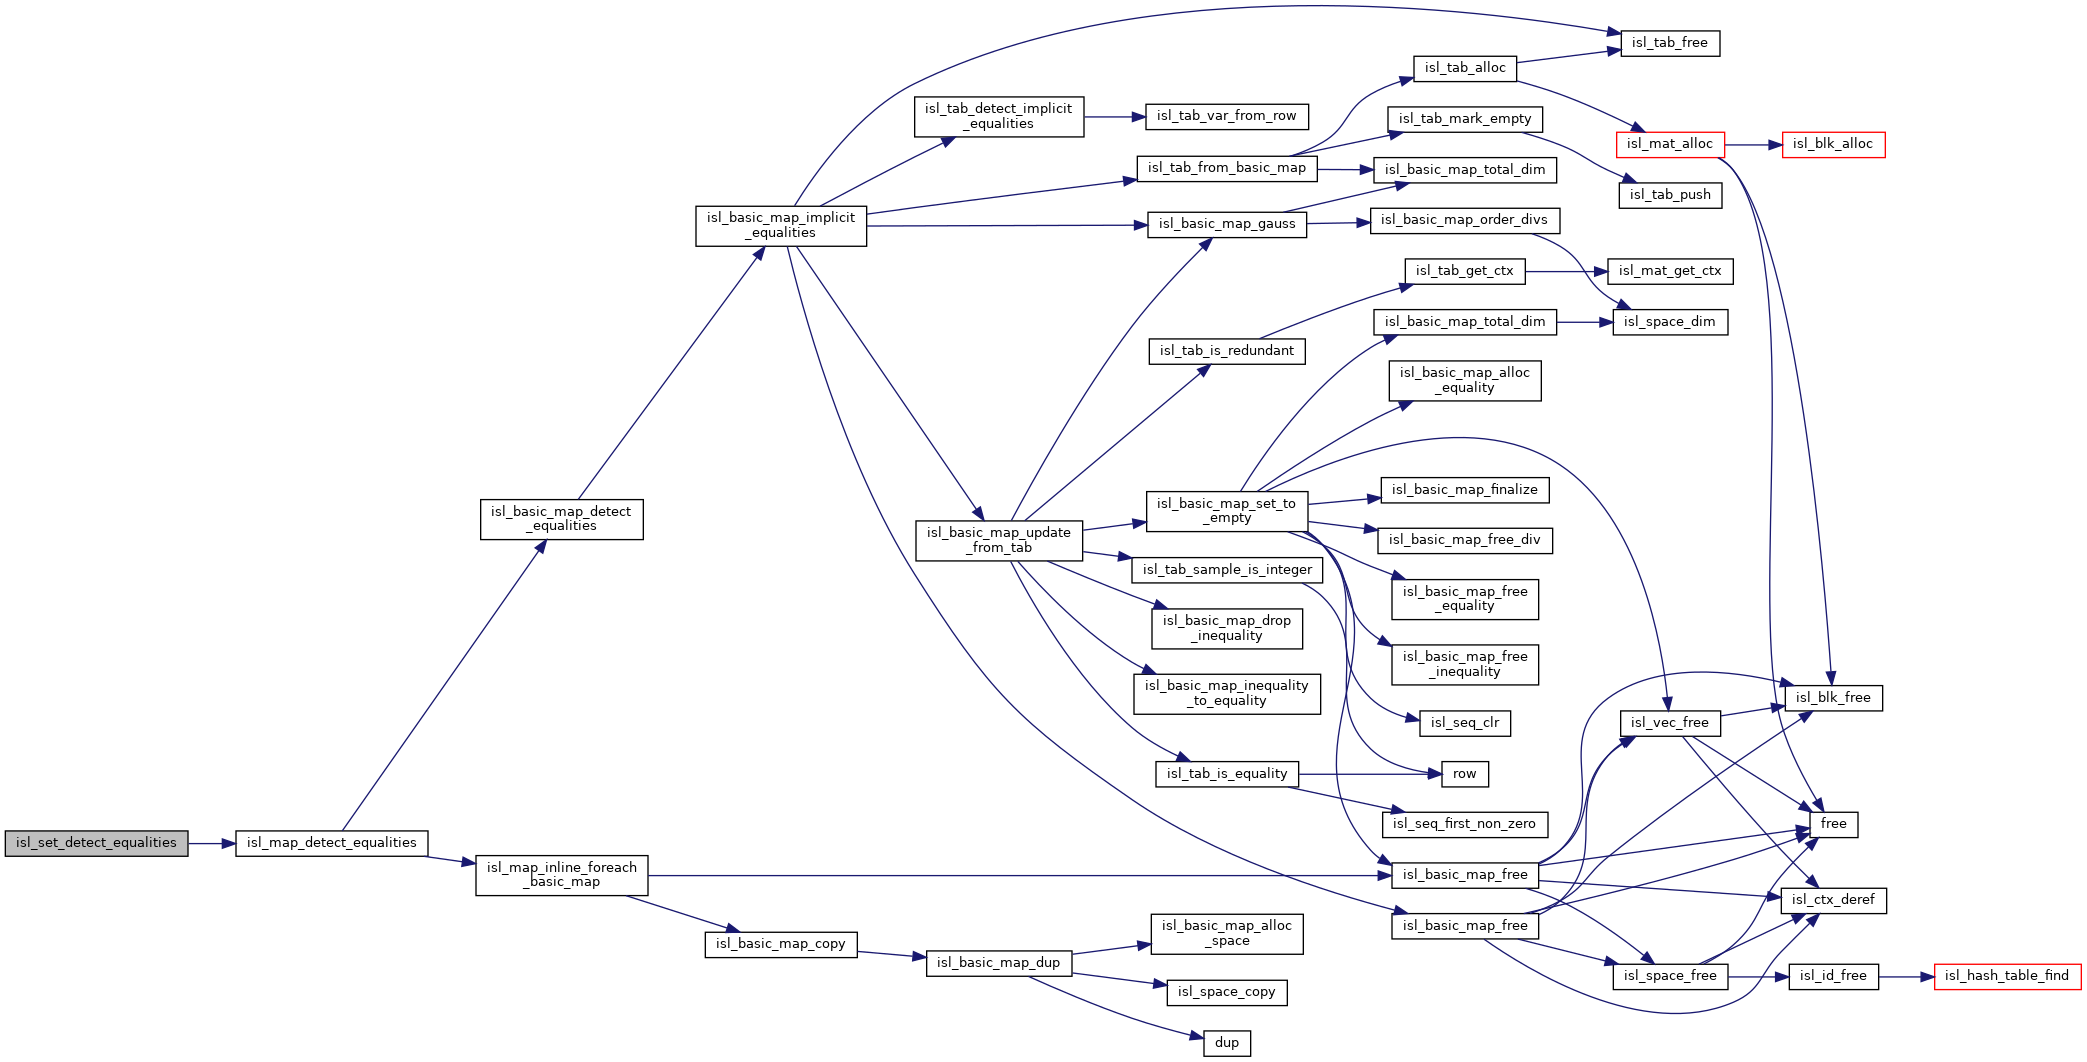 isl_set_detect_equalities
isl_map_detect_equalities
isl_basic_map_detect
_equalities
isl_map_inline_foreach
_basic_map
isl_basic_map_implicit
_equalities
isl_basic_map_copy
isl_tab_detect_implicit
_equalities
isl_basic_map_update
_from_tab
isl_basic_map_dup
isl_tab_var_from_row
isl_tab_from_basic_map
isl_basic_map_gauss
isl_tab_is_redundant
isl_basic_map_set_to
_empty
isl_tab_sample_is_integer
isl_basic_map_drop
_inequality
isl_basic_map_inequality
_to_equality
isl_tab_is_equality
isl_basic_map_alloc
_space
isl_space_copy
dup
isl_tab_alloc
isl_tab_mark_empty
isl_basic_map_total_dim
isl_basic_map_order_divs
isl_tab_get_ctx
isl_basic_map_total_dim
isl_basic_map_alloc
_equality
isl_basic_map_finalize
isl_basic_map_free_div
isl_basic_map_free
_equality
isl_basic_map_free
_inequality
isl_seq_clr
row
isl_seq_first_non_zero
isl_basic_map_free
isl_basic_map_free
isl_tab_free
isl_mat_alloc
isl_tab_push
isl_mat_get_ctx
isl_space_dim
isl_vec_free
isl_space_free
isl_blk_alloc
isl_blk_free
free
isl_ctx_deref
isl_id_free
isl_hash_table_find